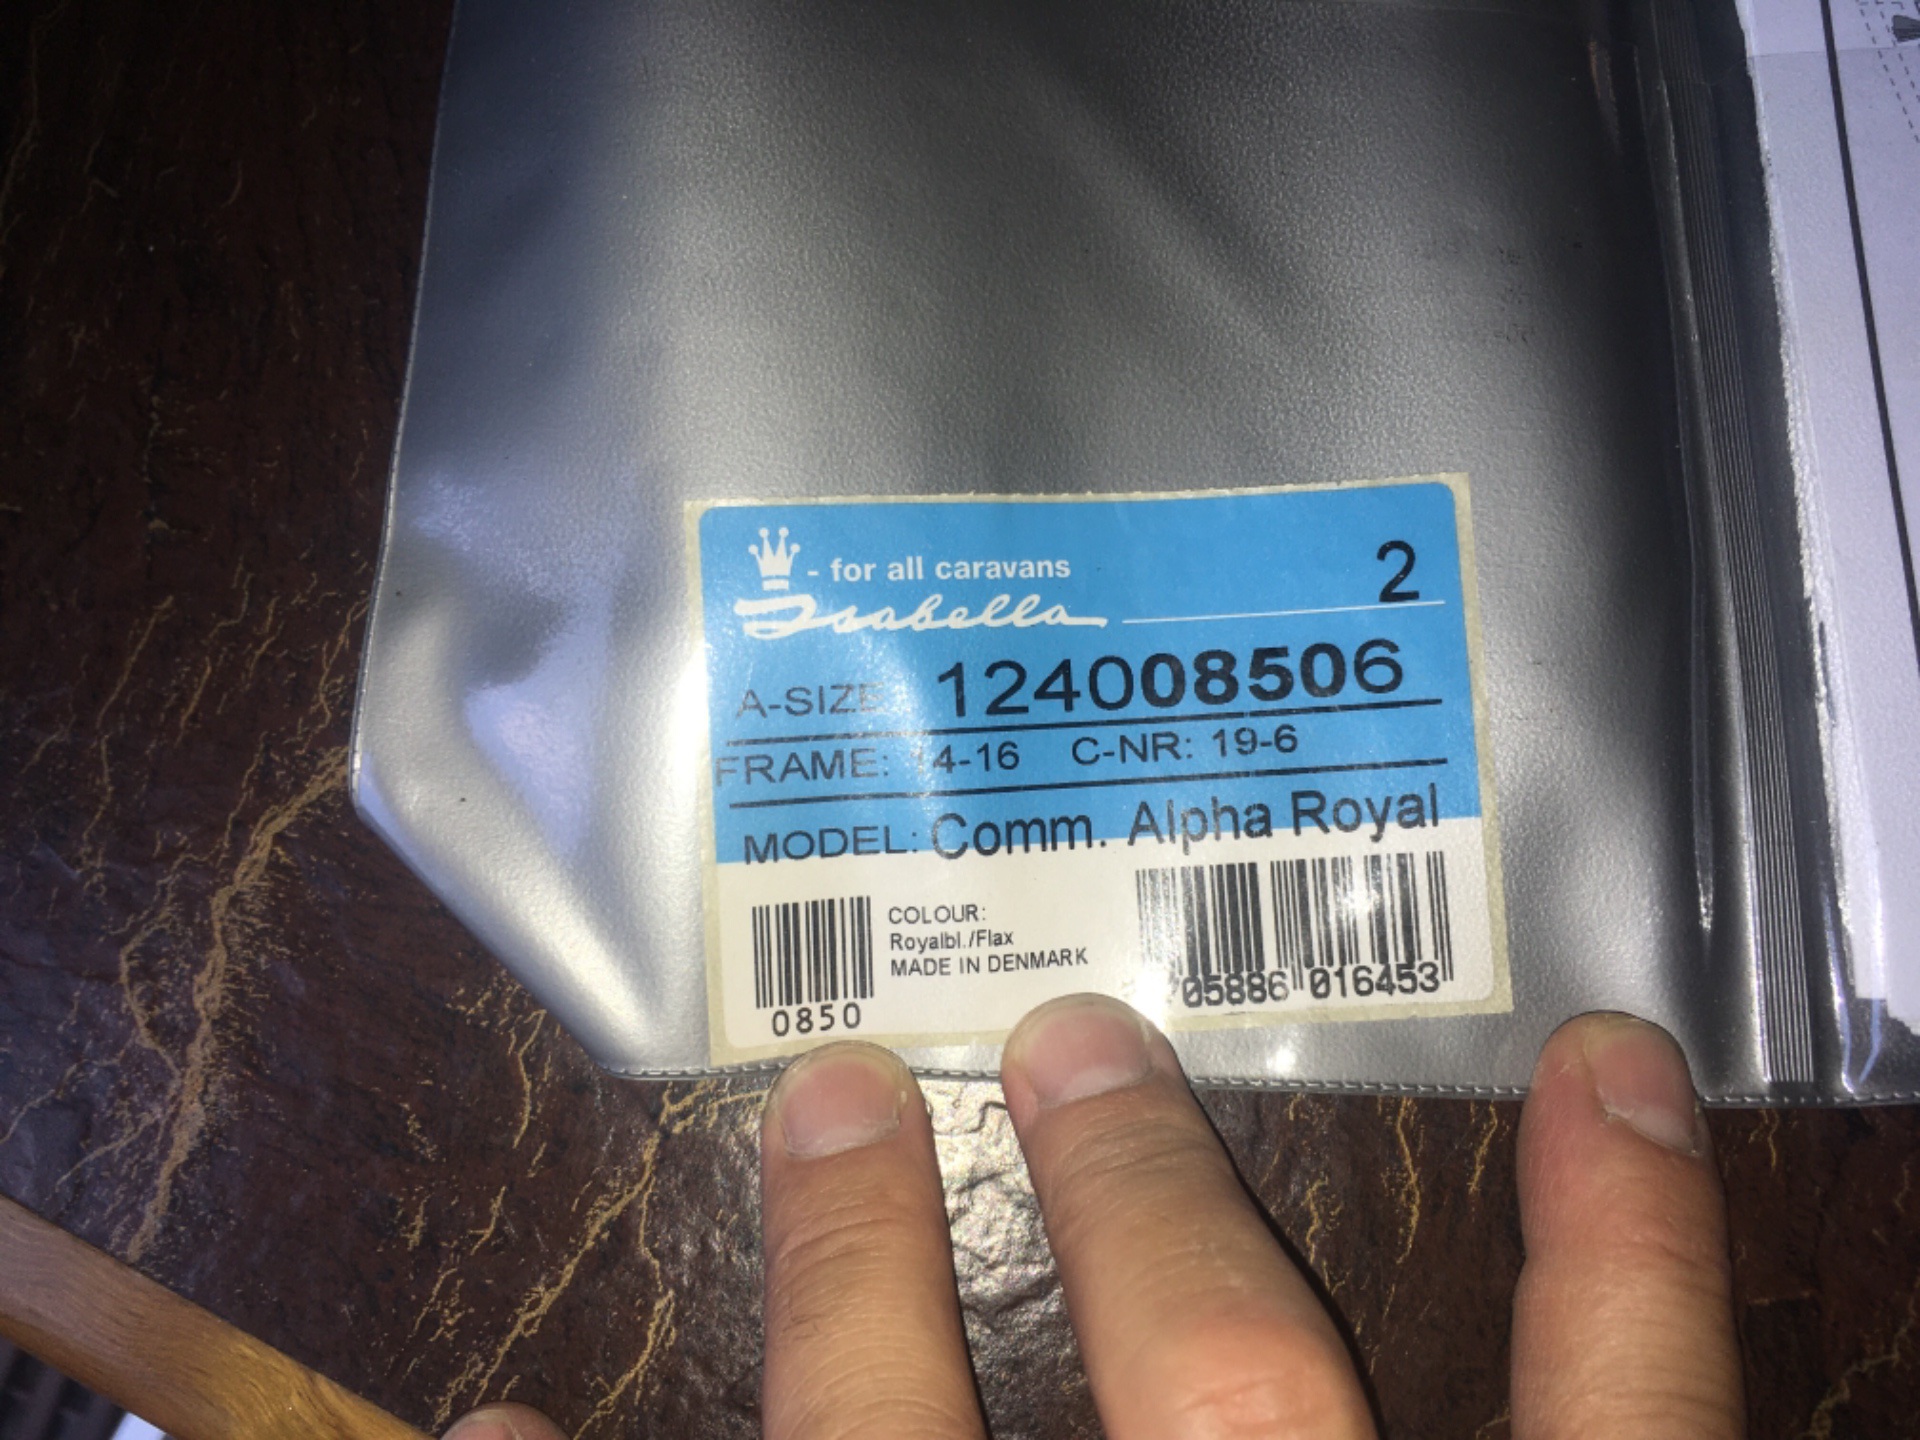 - for all caravans
2
Isabella
A-SIZE 124008506
FRAME: 14-16 C-NR: 19-6
MODEL: Comm. Alpha Royal
COLOUR:
Royalbl./Flax
MADE IN DENMARK
0850
05886 016453